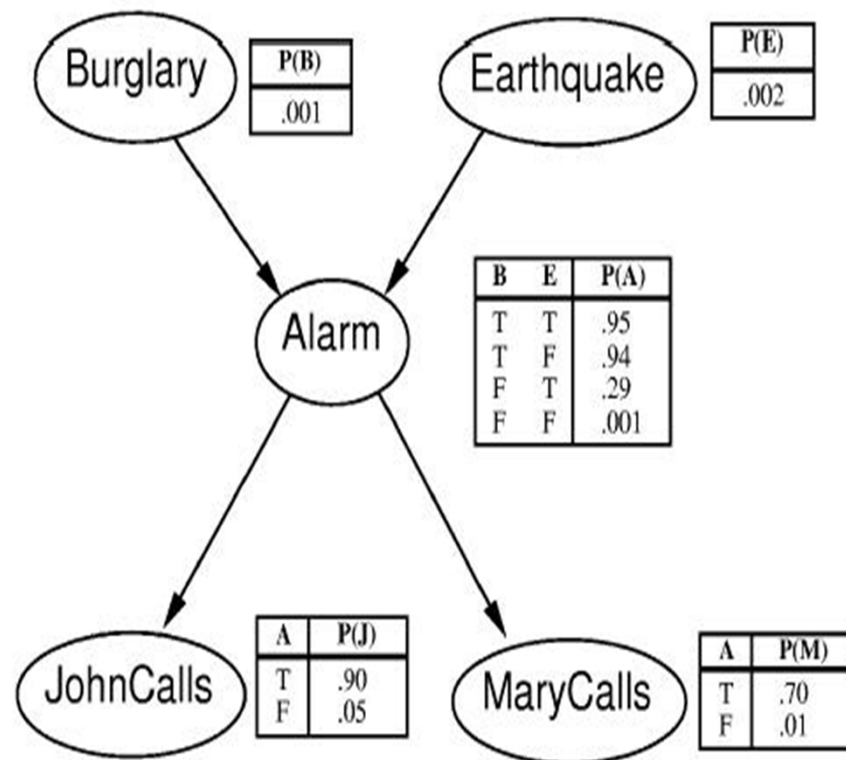 Burglary
P(B)
.001
Earthquake
P(E)
.002
Alarm
B E P(A)
T T .95
T F .94
F T .29
F F .001
JohnCalls
A P(J)
T .90
F .05
MaryCalls
A P(M)
T .70
F .01